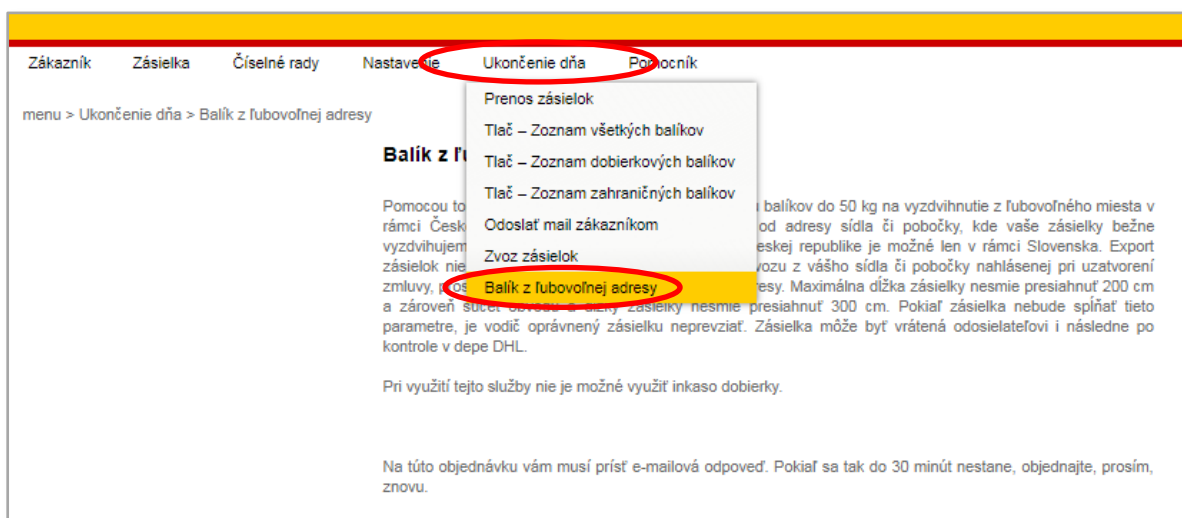 Zákazník Zásielka Číselné rady Nastavenie Ukončenie dňa Pomocník
menu > Ukončenie dňa > Balík z ľubovoľnej adresy
Prenos zásielok
Tlač – Zoznam všetkých balíkov
Tlač – Zoznam dobierkových balíkov
Tlač – Zoznam zahraničných balíkov
Odoslať mail zákazníkom
Zvoz zásielok
Balík z ľubovoľnej adresy
Balík z
Pomocou balíkov do 50 kg na vyzdvihnutie z ľubovoľného miesta v
rámci od adresy sídla či pobočky, kde vaše zásielky bežne
republike je možné len v rámci Slovenska. Export
zásielok z vášho sídla či pobočky nahlásenej pri uzatvorení
zmluvy, Maximálna dĺžka zásielky nesmie presiahnuť 200 cm
a zároveň súčet obvodu a dĺžky zásielky nesmie presiahnuť 300 cm. Pokiaľ zásielka nebude spĺňať tieto
parametre, je vodič oprávnený zásielku neprevziať. Zásielka môže byť vrátená odosielateľovi i následne po
kontrole v depe DHL.
Pri využití tejto služby nie je možné využiť inkaso dobierky.
Na túto objednávku vám musí prísť e-mailová odpoveď. Pokiaľ sa tak do 30 minút nestane, objednajte, prosím,
znovu.